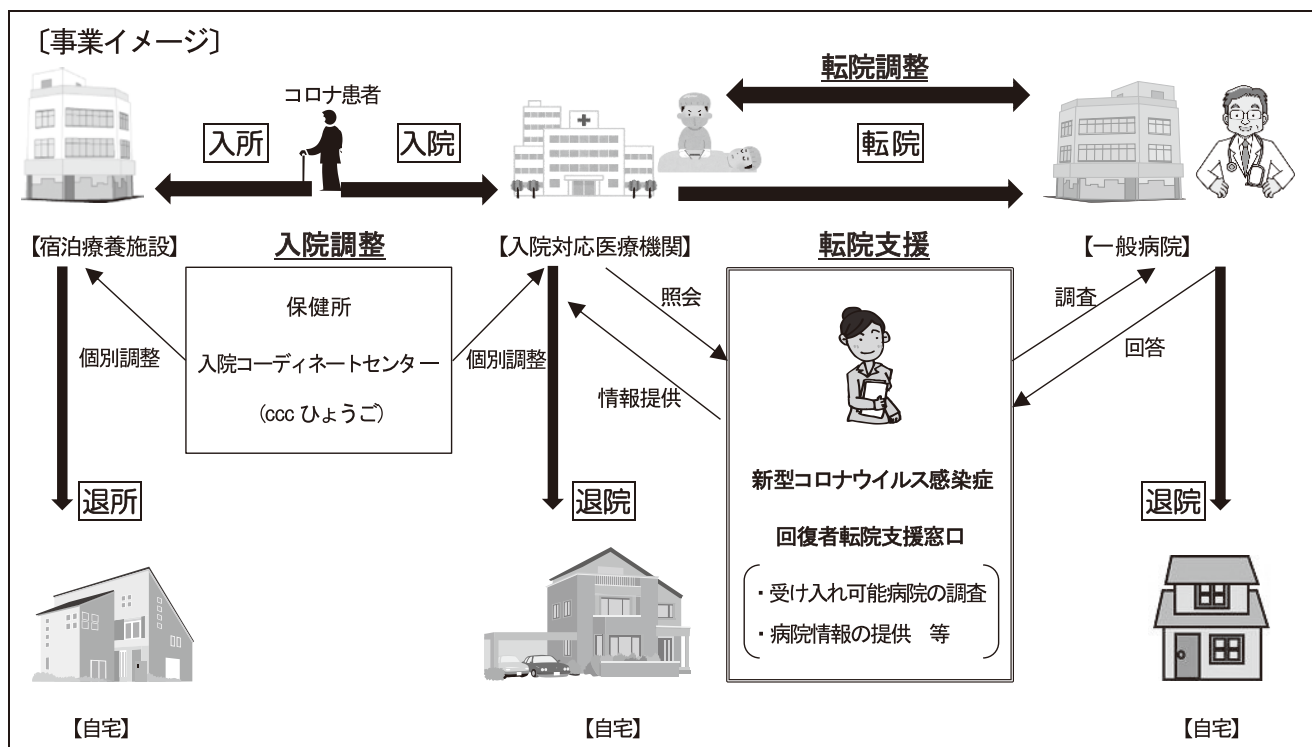 〔事業イメージ〕
コロナ患者
入所
入院
転院調整
転院
【宿泊療養施設】
入院調整
【入院対応医療機関】
転院支援
【一般病院】
保健所
入院コーディネートセンター
(ccc ひょうご)
個別調整
個別調整
照会
情報提供
調査
回答
新型コロナウイルス感染症
回復者転院支援窓口
・受け入れ可能病院の調査
・病院情報の提供　等
退所
退院
退院
【自宅】
【自宅】
【自宅】